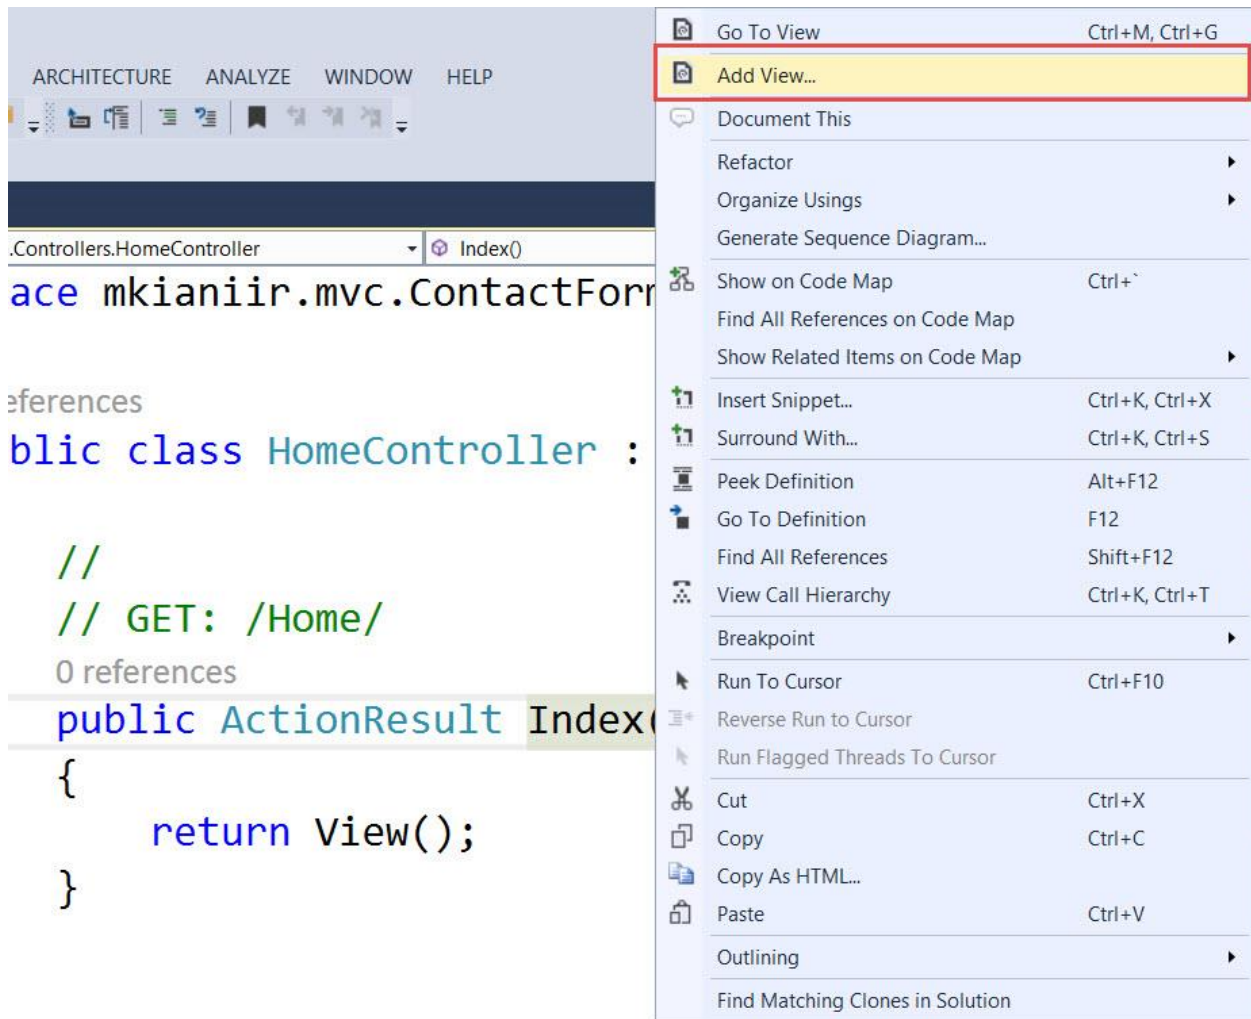 ARCHITECTURE ANALYZE WINDOW HELP
.Controllers.HomeController Index()
ace mkianiir.mvc.ContactForm
eferences
blic class HomeController :
//
// GET: /Home/
0 references
public ActionResult Index(
{
return View();
}
Go To View Ctrl+M, Ctrl+G
Add View...
Document This
Refactor
Organize Usings
Generate Sequence Diagram...
Show on Code Map Ctrl+`
Find All References on Code Map
Show Related Items on Code Map
Insert Snippet... Ctrl+K, Ctrl+X
Surround With... Ctrl+K, Ctrl+S
Peek Definition Alt+F12
Go To Definition F12
Find All References Shift+F12
View Call Hierarchy Ctrl+K, Ctrl+T
Breakpoint
Run To Cursor Ctrl+F10
Reverse Run to Cursor
Run Flagged Threads To Cursor
Cut Ctrl+X
Copy Ctrl+C
Copy As HTML...
Paste Ctrl+V
Outlining
Find Matching Clones in Solution